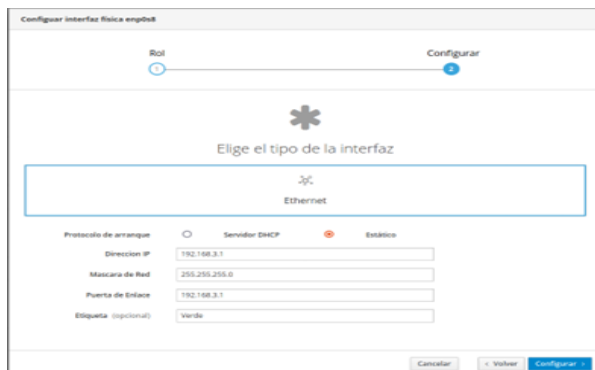 Configuar interfaz física enp0s8
Rol
Configurar
1
2
Elige el tipo de la interfaz
Ethernet
Protocolo de arranque Servidor DHCP Estático
Direccion IP 192.168.3.1
Mascara de Red 255.255.255.0
Puerta de Enlace 192.168.3.1
Etiqueta (opcional) Verde
Cancelar < Volver Configurar >